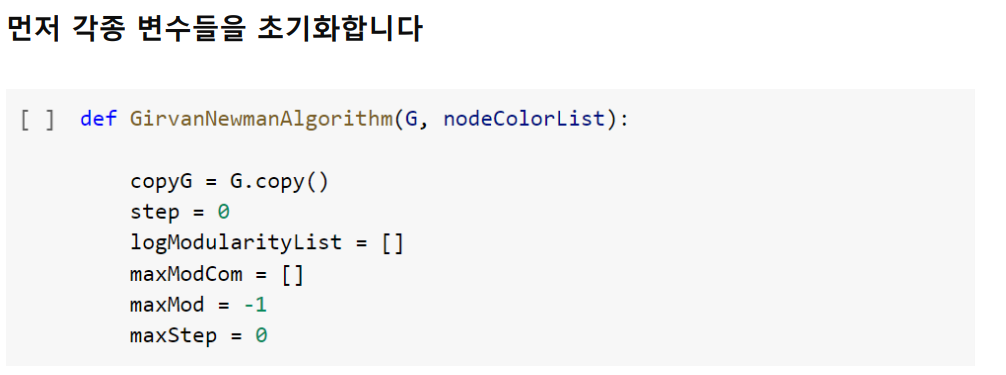 먼저 각종 변수들을 초기화합니다
[ ] def GirvanNewmanAlgorithm(G, nodeColorList):
copyG = G.copy()
step = 0
logModularityList = []
maxModCom = []
maxMod = -1
maxStep = 0